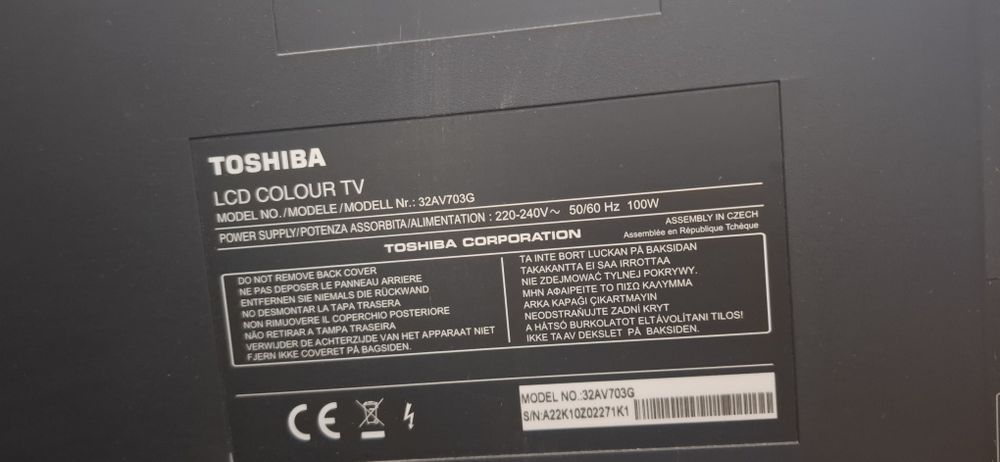 TOSHIBA
LCD COLOUR TV
MODEL NO./MODELE/MODELL Nr.: 32AV703G
POWER SUPPLY/POTENZA ASSORBITA/ALIMENTATION : 220-240V~ 50/60 Hz 100W
TOSHIBA CORPORATION
ASSEMBLY IN CZECH
Assemblée en République Tchèque
DO NOT REMOVE BACK COVER
NE PAS DEPOSER LE PANNEAU ARRIERE
ENTFERNEN SIE NIEMALS DIE RÜCKWAND
NO DESMONTAR LA TAPA TRASERA
NON RIMUOVERE IL COPERCHIO POSTERIORE
NÃO RETIRAR A TAMPA TRASEIRA
VERWIJDER DE ACHTERZIJDE VAN HET APPARAAT NIET
FJERN IKKE COVERET PÅ BAGSIDEN.
TA INTE BORT LUCKAN PÅ BAKSIDAN
TAKAKANTTA EI SAA IRROTTAA
NIE ZDEJMOWAĆ TYLNEJ POKRYWY.
ΜΗΝ ΑΦΑΙΡΕΙΤΕ ΤΟ ΠΙΣΩ ΚΑΛΥΜΜΑ
ARKA KAPAĞI ÇIKARTMAYIN
NEODSTRAŇUJTE ZADNÍ KRYT
A HÁTSÓ BURKOLATOT ELTÁVOLÍTANI TILOS!
IKKE TA AV DEKSLET PÅ BAKSIDEN.
CE
MODEL NO.:32AV703G
S/N:A22K10Z02271K1